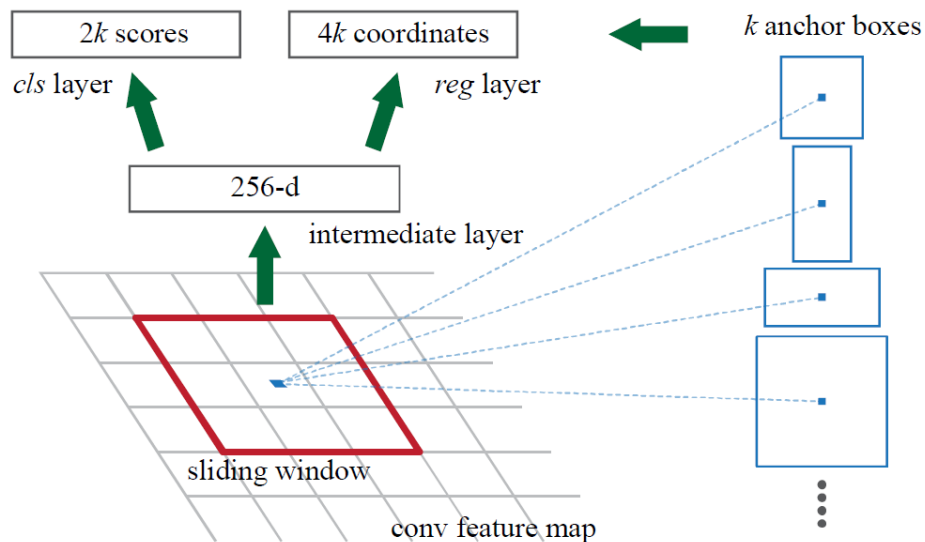 2k scores
4k coordinates
k anchor boxes
cls layer
reg layer
256-d
intermediate layer
sliding window
conv feature map